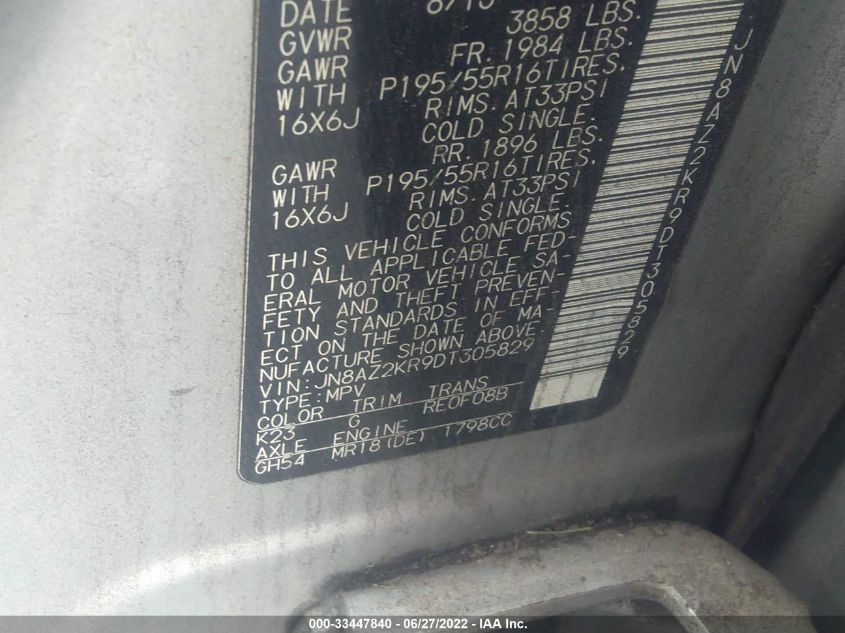 DATE 6/13
GVWR 3858 LBS.
GAWR FR. 1984 LBS.
WITH P195/55R16TIRES.
16X6J RIMS. AT33PSI
COLD SINGLE.
GAWR RR. 1896 LBS.
WITH P195/55R16TIRES.
16X6J RIMS. AT33PSI
COLD SINGLE.
THIS VEHICLE CONFORMS
TO ALL APPLICABLE FED-
ERAL MOTOR VEHICLE SA-
FETY AND THEFT PREVEN-
TION STANDARDS IN EFF-
ECT ON THE DATE OF MA-
NUFACTURE SHOWN ABOVE.
VIN:JN8AZ2KR9DT305829
TYPE:MPV
COLOR TRIM TRANS
K23 G RE0F08B
AXLE ENGINE
GH54 MR18(DE) 1798CC
JN8AZ2KR9DT305829
000-33447840 - 06/27/2022 - IAA Inc.